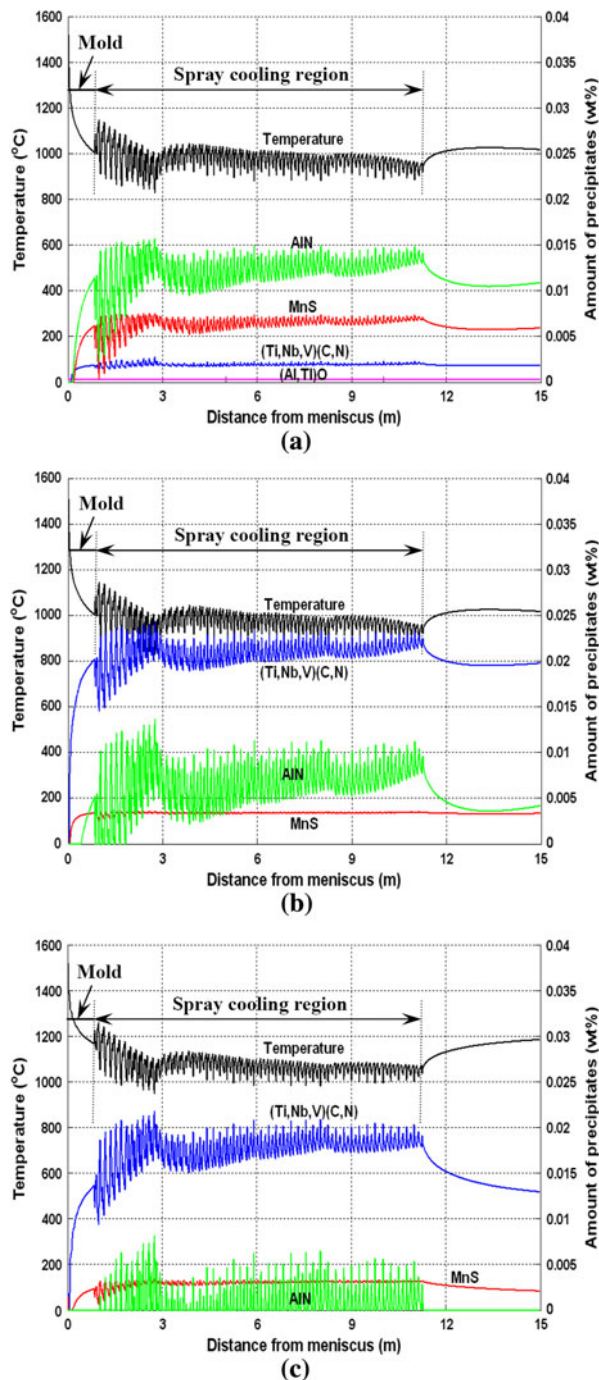 1600
1400
1200
1000
800
600
400
200
0
Temperature (°C)
Mold
Spray cooling region
Temperature
AlN
MnS
(Ti,Nb,V)(C,N)
(Al,Ti)O
0.04
0.035
0.03
0.025
0.02
0.015
0.01
0.005
0
Amount of precipitates (wt%)
0 3 6 9 12 15
Distance from meniscus (m)
(a)
1600
1400
1200
1000
800
600
400
200
0
Temperature (°C)
Mold
Spray cooling region
Temperature
(Ti,Nb,V)(C,N)
AlN
MnS
0.04
0.035
0.03
0.025
0.02
0.015
0.01
0.005
0
Amount of precipitates (wt%)
0 3 6 9 12 15
Distance from meniscus (m)
(b)
1600
1400
1200
1000
800
600
400
200
0
Temperature (°C)
Mold
Spray cooling region
Temperature
(Ti,Nb,V)(C,N)
MnS
AlN
0.04
0.035
0.03
0.025
0.02
0.015
0.01
0.005
0
Amount of precipitates (wt%)
0 3 6 9 12 15
Distance from meniscus (m)
(c)